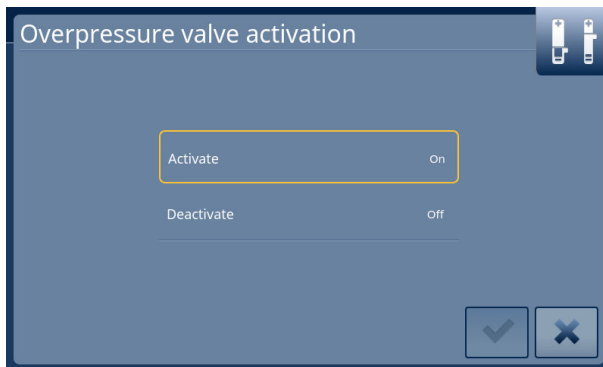 Overpressure valve activation
Activate On
Deactivate Off